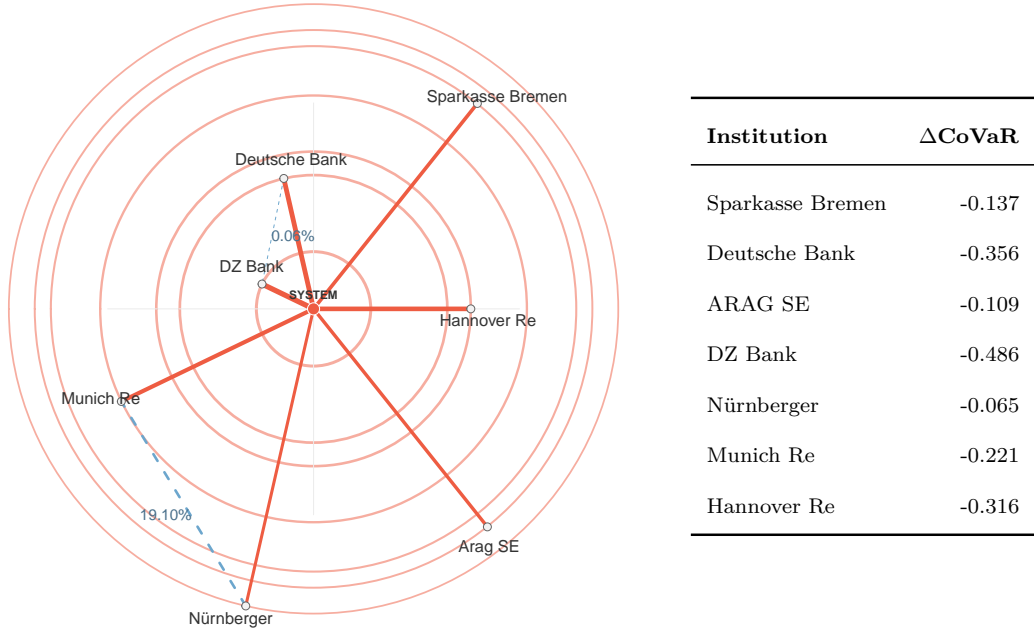 Sparkasse Bremen
Deutsche Bank
0.06%
DZ Bank
SYSTEM
Hannover Re
Munich Re
19.10%
Arag SE
Nürnberger
Institution ΔCoVaR
Sparkasse Bremen -0.137
Deutsche Bank -0.356
ARAG SE -0.109
DZ Bank -0.486
Nürnberger -0.065
Munich Re -0.221
Hannover Re -0.316